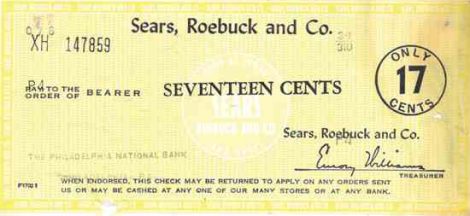 Sears, Roebuck and Co.
XH 147859
ONLY
17
CENTS
PAY TO THE
ORDER OF BEARER
SEVENTEEN CENTS
SEARS
ROEBUCK AND CO
Sears, Roebuck and Co.
THE PHILADELPHIA NATIONAL BANK
Emory Williams
TREASURER
WHEN ENDORSED, THIS CHECK MAY BE RETURNED TO APPLY ON ANY ORDERS SENT
US OR MAY BE CASHED AT ANY ONE OF OUR MANY STORES OR AT ANY BANK.